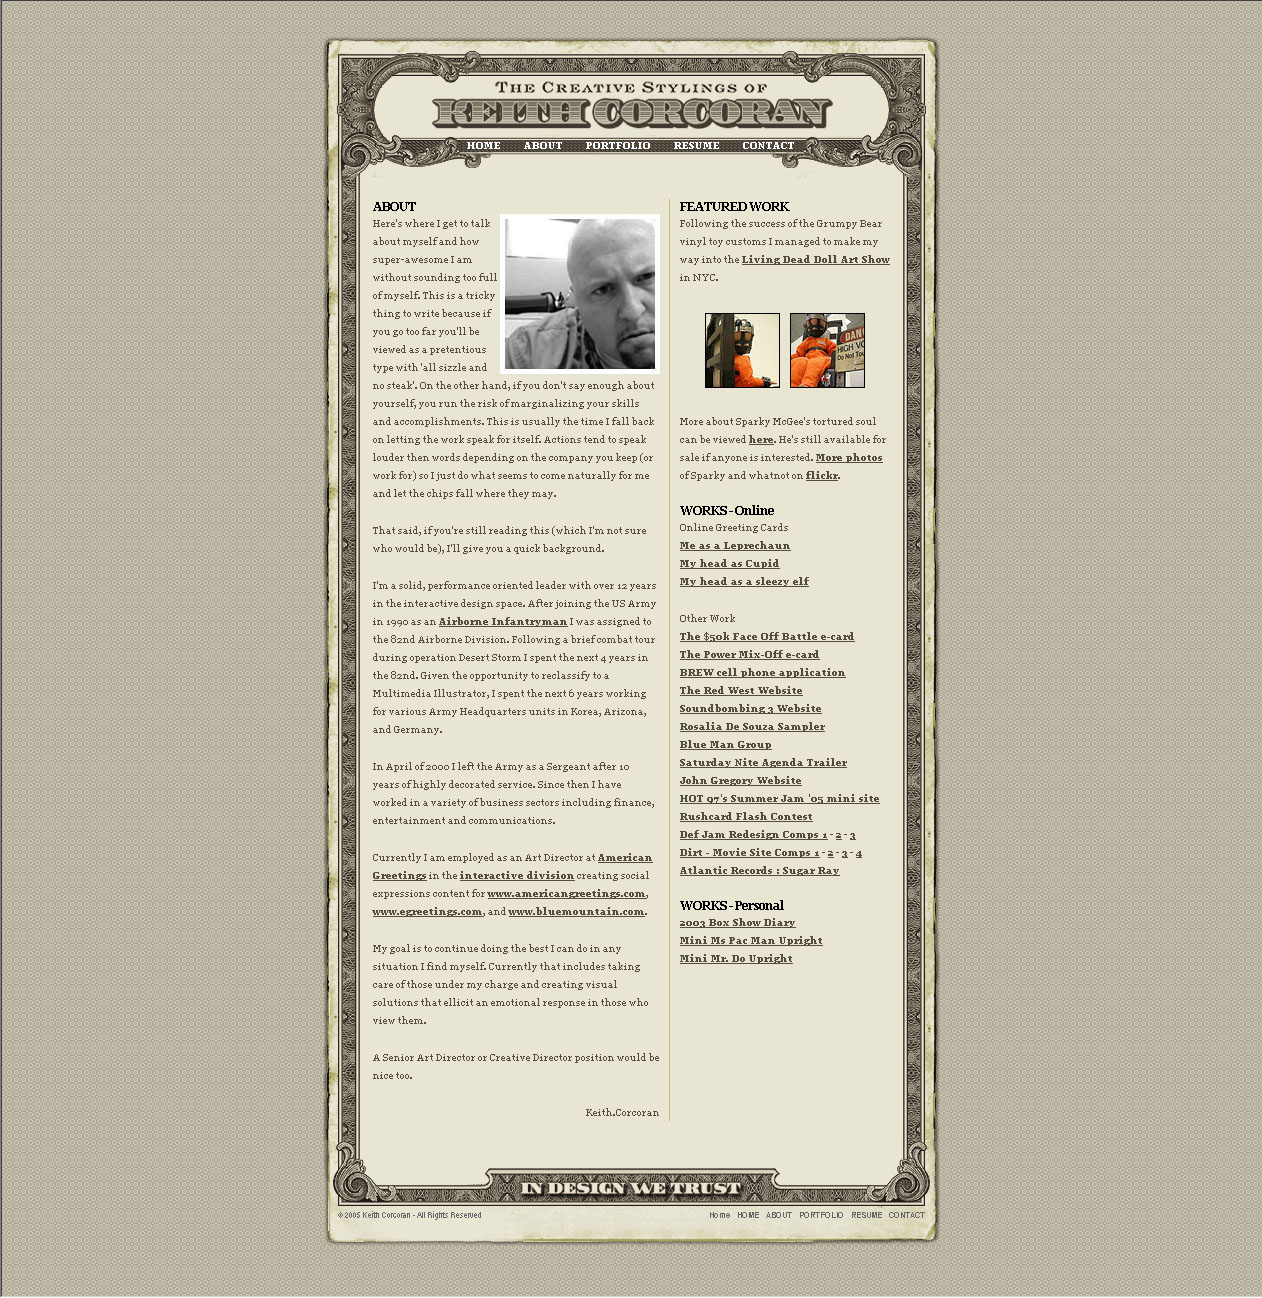 THE CREATIVE STYLINGS OF
KEITH CORCORAN
HOME ABOUT PORTFOLIO RESUME CONTACT
ABOUT
Here's where I get to talk
about myself and how
super-awesome I am
without sounding too full
of myself. This is a tricky
thing to write because if
you go too far you'll be
viewed as a pretentious
type with 'all sizzle and
no steak'. On the other hand, if you don't say enough about
yourself, you run the risk of marginalizing your skills
and accomplishments. This is usually the time I fall back
on letting the work speak for itself. Actions tend to speak
louder then words depending on the company you keep (or
work for) so I just do what seems to come naturally for me
and let the chips fall where they may.
That said, if you're still reading this (which I'm not sure
who would be), I'll give you a quick background.
I'm a solid, performance oriented leader with over 12 years
in the interactive design space. After joining the US Army
in 1990 as an Airborne Infantryman I was assigned to
the 82nd Airborne Division. Following a brief combat tour
during operation Desert Storm I spent the next 4 years in
the 82nd. Given the opportunity to reclassify to a
Multimedia Illustrator, I spent the next 6 years working
for various Army Headquarters units in Korea, Arizona,
and Germany.
In April of 2000 I left the Army as a Sergeant after 10
years of highly decorated service. Since then I have
worked in a variety of business sectors including finance,
entertainment and communications.
Currently I am employed as an Art Director at American
Greetings in the interactive division creating social
expressions content for www.americangreetings.com,
www.egreetings.com, and www.bluemountain.com.
My goal is to continue doing the best I can do in any
situation I find myself. Currently that includes taking
care of those under my charge and creating visual
solutions that ellicit an emotional response in those who
view them.
A Senior Art Director or Creative Director position would be
nice too.
Keith.Corcoran
FEATURED WORK
Following the success of the Grumpy Bear
vinyl toy customs I managed to make my
way into the Living Dead Doll Art Show
in NYC.
DAN
HIGH VO
Do Not Tou
More about Sparky McGee's tortured soul
can be viewed here. He's still available for
sale if anyone is interested. More photos
of Sparky and whatnot on flickr.
WORKS - Online
Online Greeting Cards
Me as a Leprechaun
My head as Cupid
My head as a sleezy elf
Other Work
The $50k Face Off Battle e-card
The Power Mix-Off e-card
BREW cell phone application
The Red West Website
Soundbombing 3 Website
Rosalia De Souza Sampler
Blue Man Group
Saturday Nite Agenda Trailer
John Gregory Website
HOT 97's Summer Jam '05 mini site
Rushcard Flash Contest
Def Jam Redesign Comps 1 - 2 - 3
Dirt - Movie Site Comps 1 - 2 - 3 - 4
Atlantic Records : Sugar Ray
WORKS - Personal
2003 Box Show Diary
Mini Ms Pac Man Upright
Mini Mr. Do Upright
IN DESIGN WE TRUST
© 2006 Keith Corcoran - All Rights Reserved
Home HOME ABOUT PORTFOLIO RESUME CONTACT